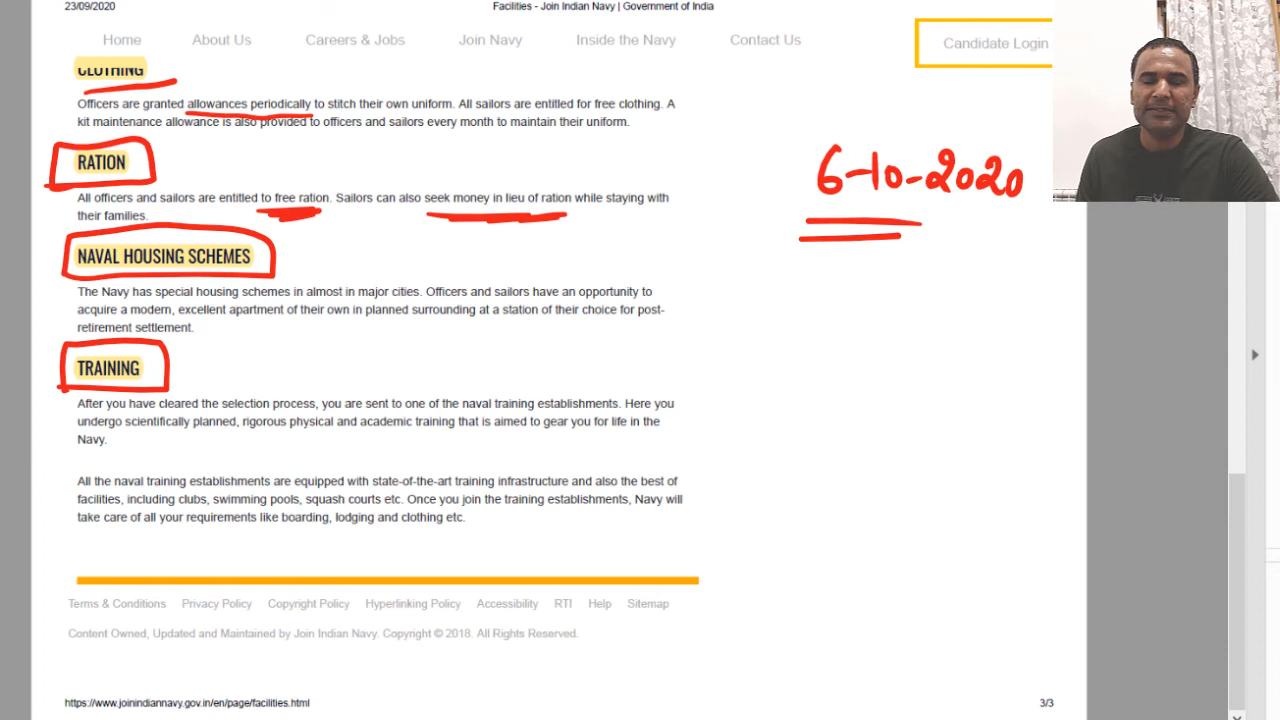 23/09/2020 Facilities - Join Indian Navy | Government of India
Home About Us Careers & Jobs Join Navy Inside the Navy Contact Us Candidate Login
CLOTHING
Officers are granted allowances periodically to stitch their own uniform. All sailors are entitled for free clothing. A
kit maintenance allowance is also provided to officers and sailors every month to maintain their uniform.
RATION
6-10-2020
All officers and sailors are entitled to free ration. Sailors can also seek money in lieu of ration while staying with
their families.
NAVAL HOUSING SCHEMES
The Navy has special housing schemes in almost in major cities. Officers and sailors have an opportunity to
acquire a modern, excellent apartment of their own in planned surrounding at a station of their choice for post-
retirement settlement.
TRAINING
After you have cleared the selection process, you are sent to one of the naval training establishments. Here you
undergo scientifically planned, rigorous physical and academic training that is aimed to gear you for life in the
Navy.
All the naval training establishments are equipped with state-of-the-art training infrastructure and also the best of
facilities, including clubs, swimming pools, squash courts etc. Once you join the training establishments, Navy will
take care of all your requirements like boarding, lodging and clothing etc.
Terms & Conditions Privacy Policy Copyright Policy Hyperlinking Policy Accessibility RTI Help Sitemap
Content Owned, Updated and Maintained by Join Indian Navy. Copyright © 2018. All Rights Reserved.
https://www.joinindiannavy.gov.in/en/page/facilities.html 3/3